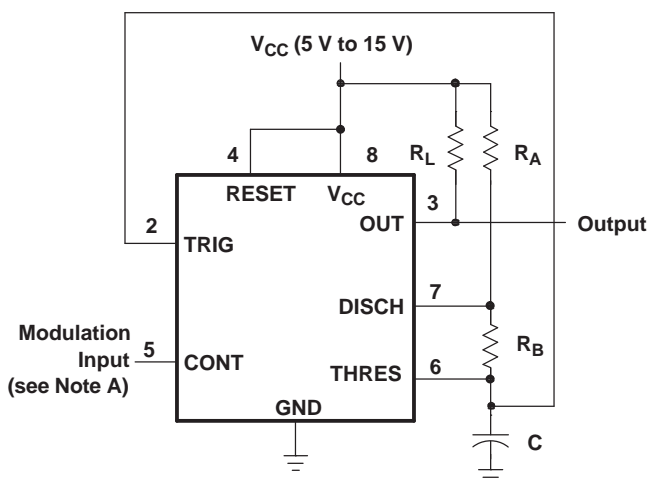 VCC (5 V to 15 V)
4
8
RL
RA
RESET
VCC
3
2
OUT
Output
TRIG
DISCH
7
Modulation
Input
(see Note A)
5
CONT
RB
THRES
6
GND
C